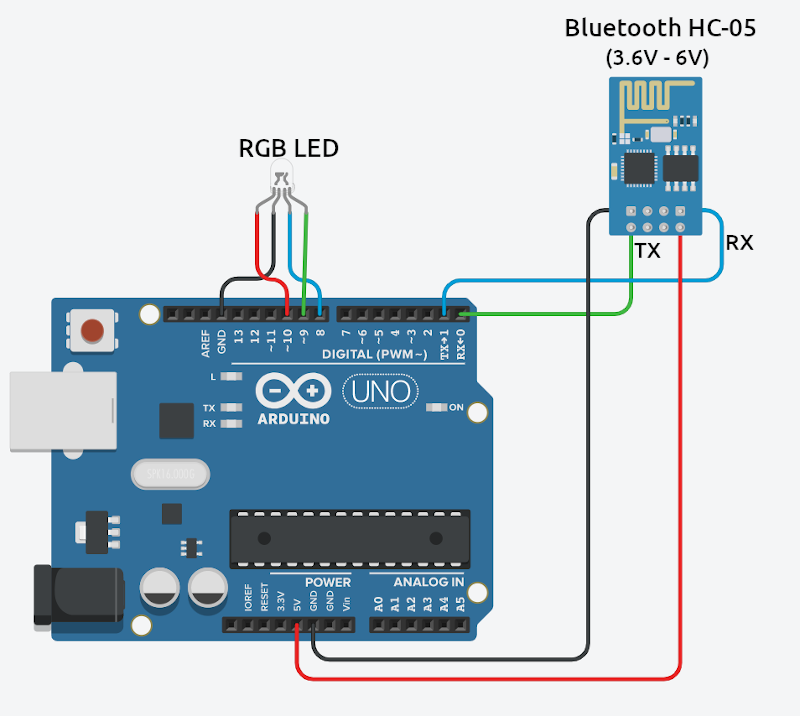 Bluetooth HC-05
(3.6V - 6V)
RGB LED
TX
RX
AREF
GND
13
12
~11
~10
~9
8
7
~6
~5
4
~3
2
TX→1
RX←0
DIGITAL (PWM~)
L
TX
RX
ARDUINO
UNO
ON
POWER
ANALOG IN
IOREF
RESET
3.3V
5V
GND
GND
Vin
A0
A1
A2
A3
A4
A5